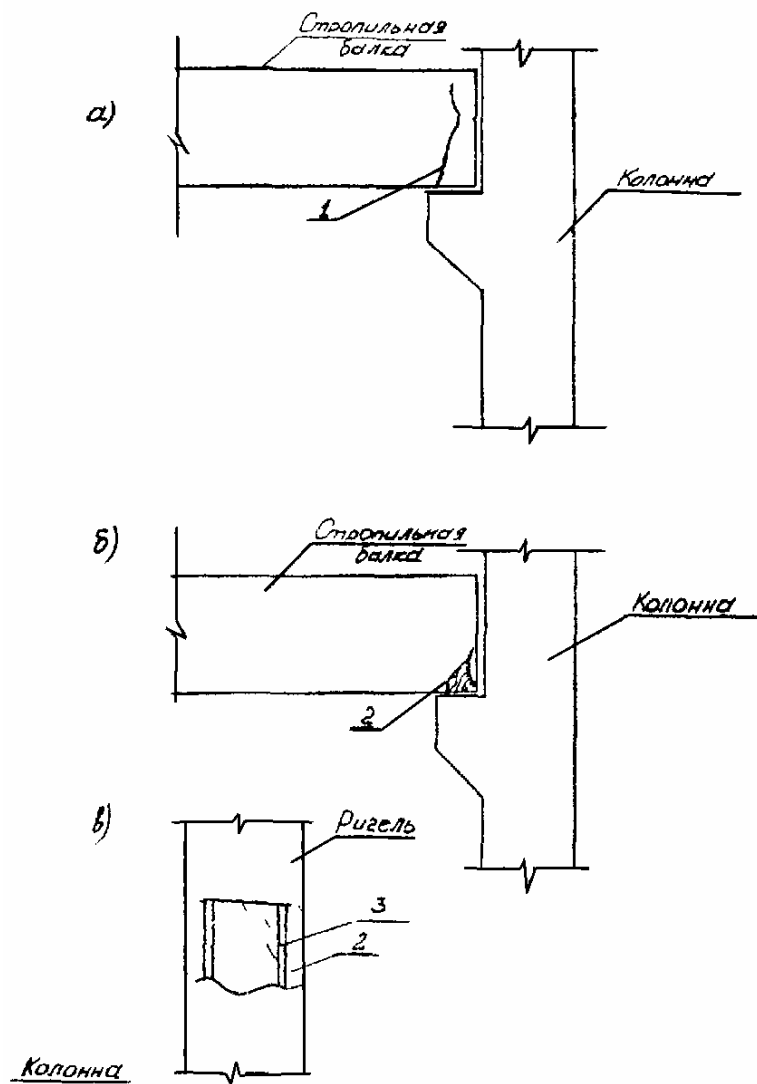 Стропильная
балка
а)
Колонна
1
Стропильная
балка
б)
Колонна
2
в)
Ригель
3
2
Колонна